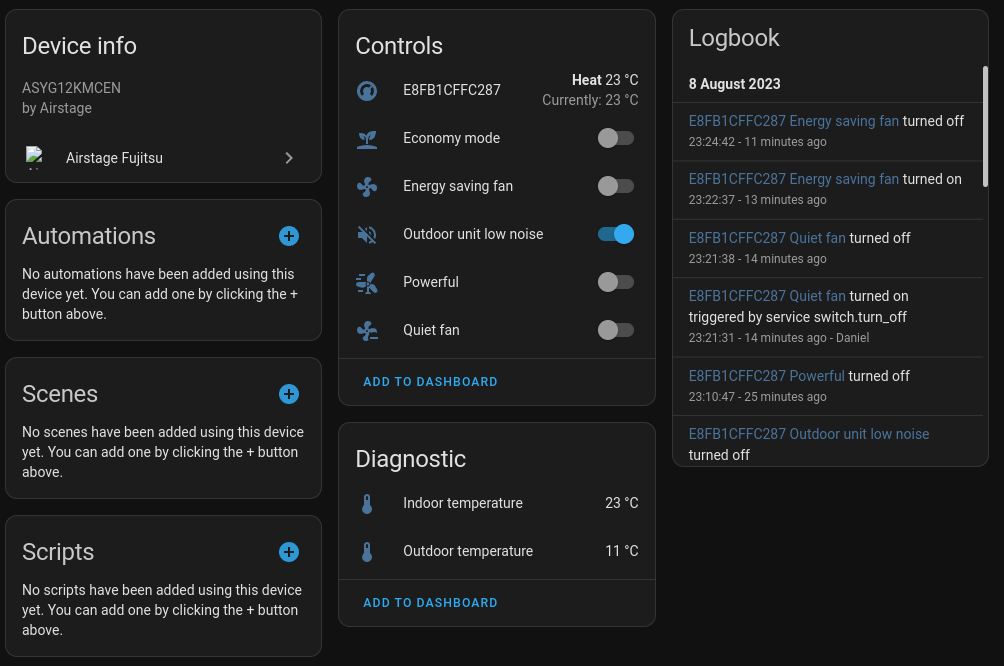 Device info
ASYG12KMCEN
by Airstage
Airstage Fujitsu
Automations
No automations have been added using this
device yet. You can add one by clicking the +
button above.
Scenes
No scenes have been added using this device
yet. You can add one by clicking the + button
above.
Scripts
No scripts have been added using this device
yet. You can add one by clicking the + button
above.
Controls
E8FB1CFFC287
Heat 23 °C
Currently: 23 °C
Economy mode
Energy saving fan
Outdoor unit low noise
Powerful
Quiet fan
ADD TO DASHBOARD
Diagnostic
Indoor temperature 23 °C
Outdoor temperature 11 °C
ADD TO DASHBOARD
Logbook
8 August 2023
E8FB1CFFC287 Energy saving fan turned off
23:24:42 - 11 minutes ago
E8FB1CFFC287 Energy saving fan turned on
23:22:37 - 13 minutes ago
E8FB1CFFC287 Quiet fan turned off
23:21:38 - 14 minutes ago
E8FB1CFFC287 Quiet fan turned on
triggered by service switch.turn_off
23:21:31 - 14 minutes ago - Daniel
E8FB1CFFC287 Powerful turned off
23:10:47 - 25 minutes ago
E8FB1CFFC287 Outdoor unit low noise
turned off